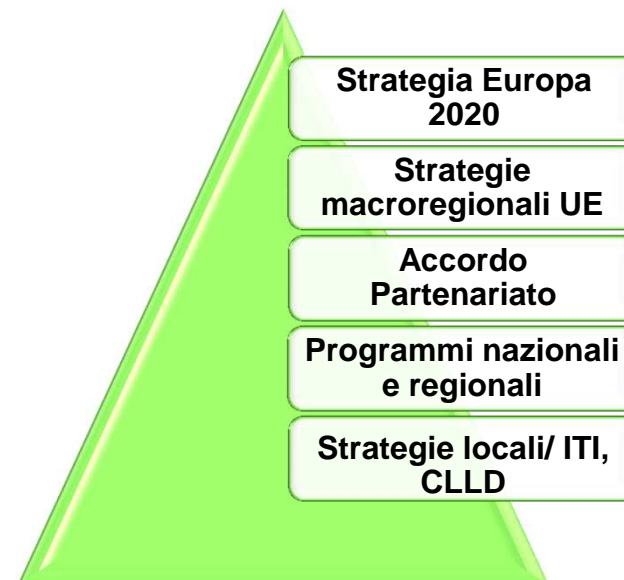 Strategia Europa
2020
Strategie
macroregionali UE
Accordo
Partenariato
Programmi nazionali
e regionali
Strategie locali/ ITI,
CLLD